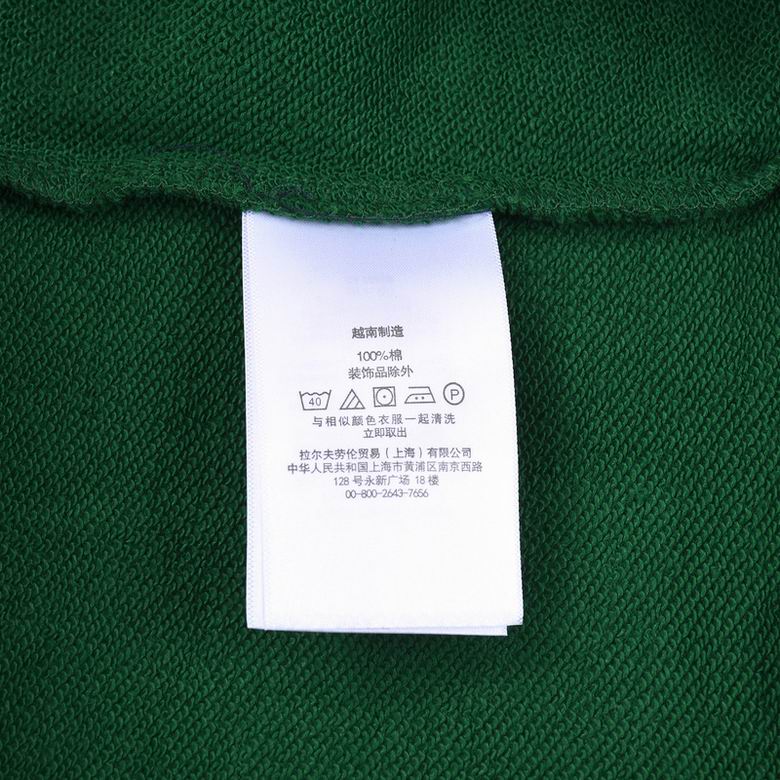 越南制造
100%棉
装饰品除外
40 P
与相似颜色衣服一起清洗
立即取出
拉尔夫劳伦贸易（上海）有限公司
中华人民共和国上海市黄浦区南京西路
128 号永新广场 18 楼
00-800-2643-7656